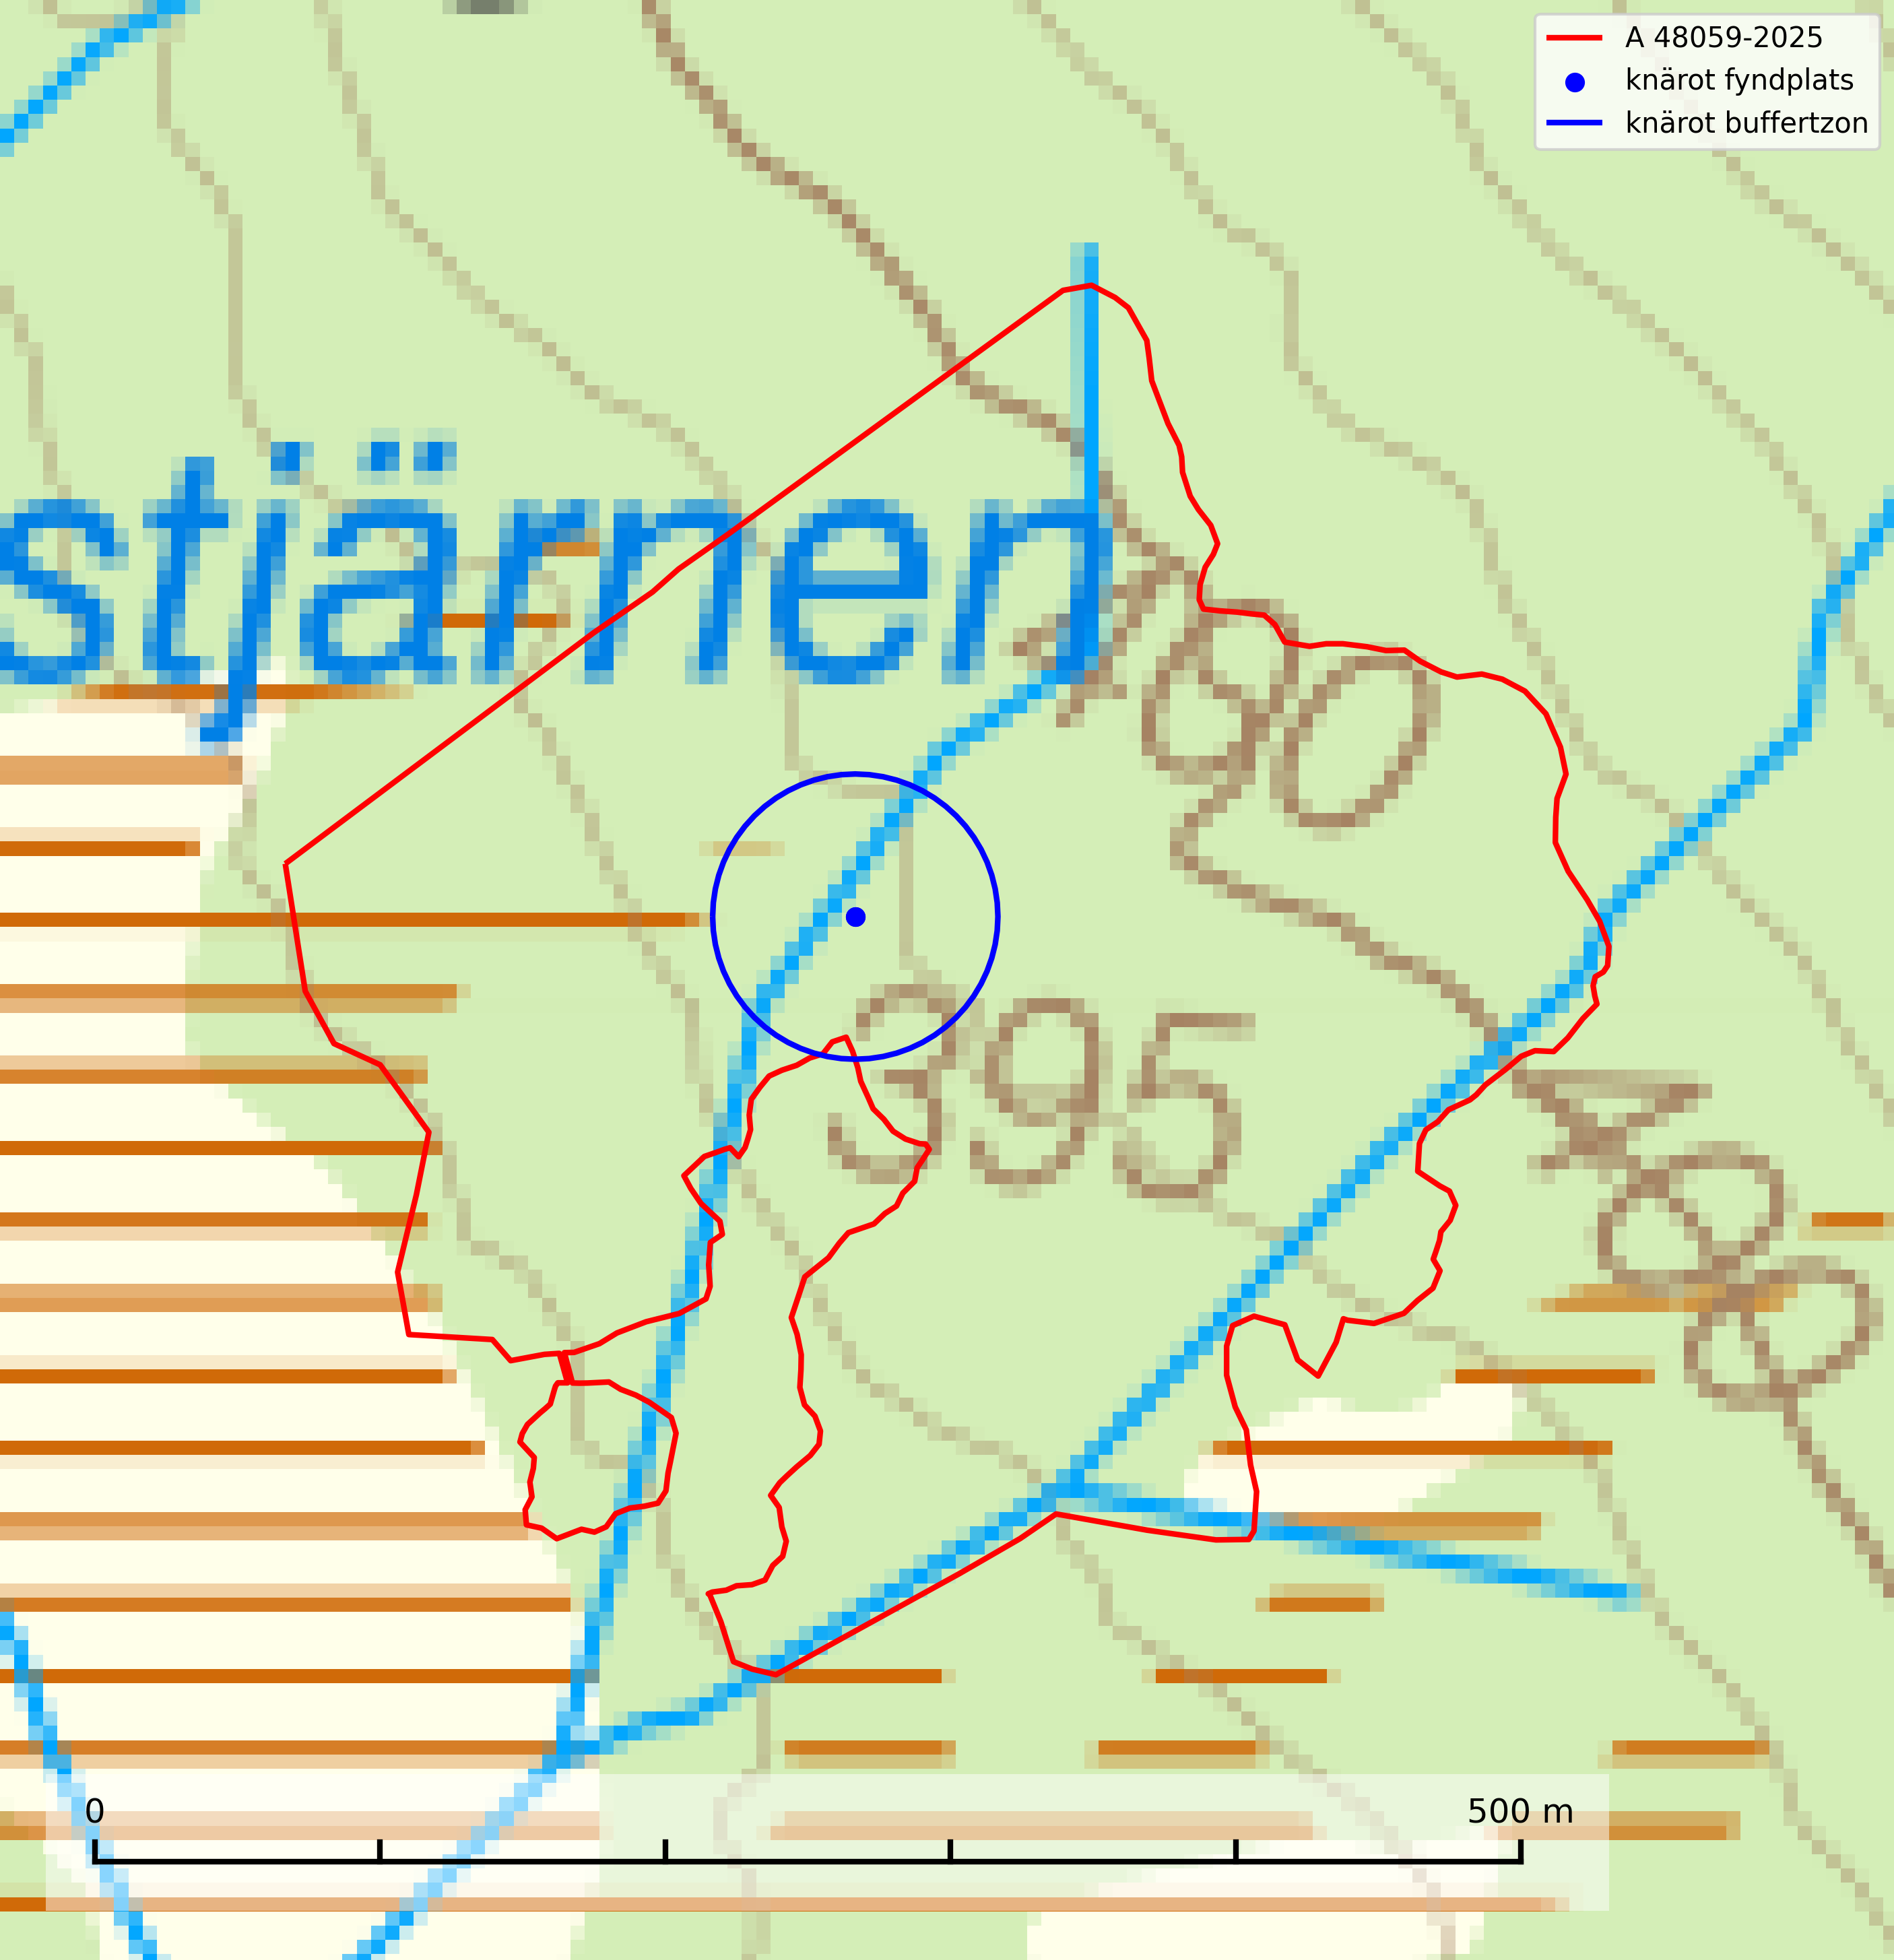 A 48059-2025
knärot fyndplats
knärot buffertzon
stjärnen
395
0
500 m